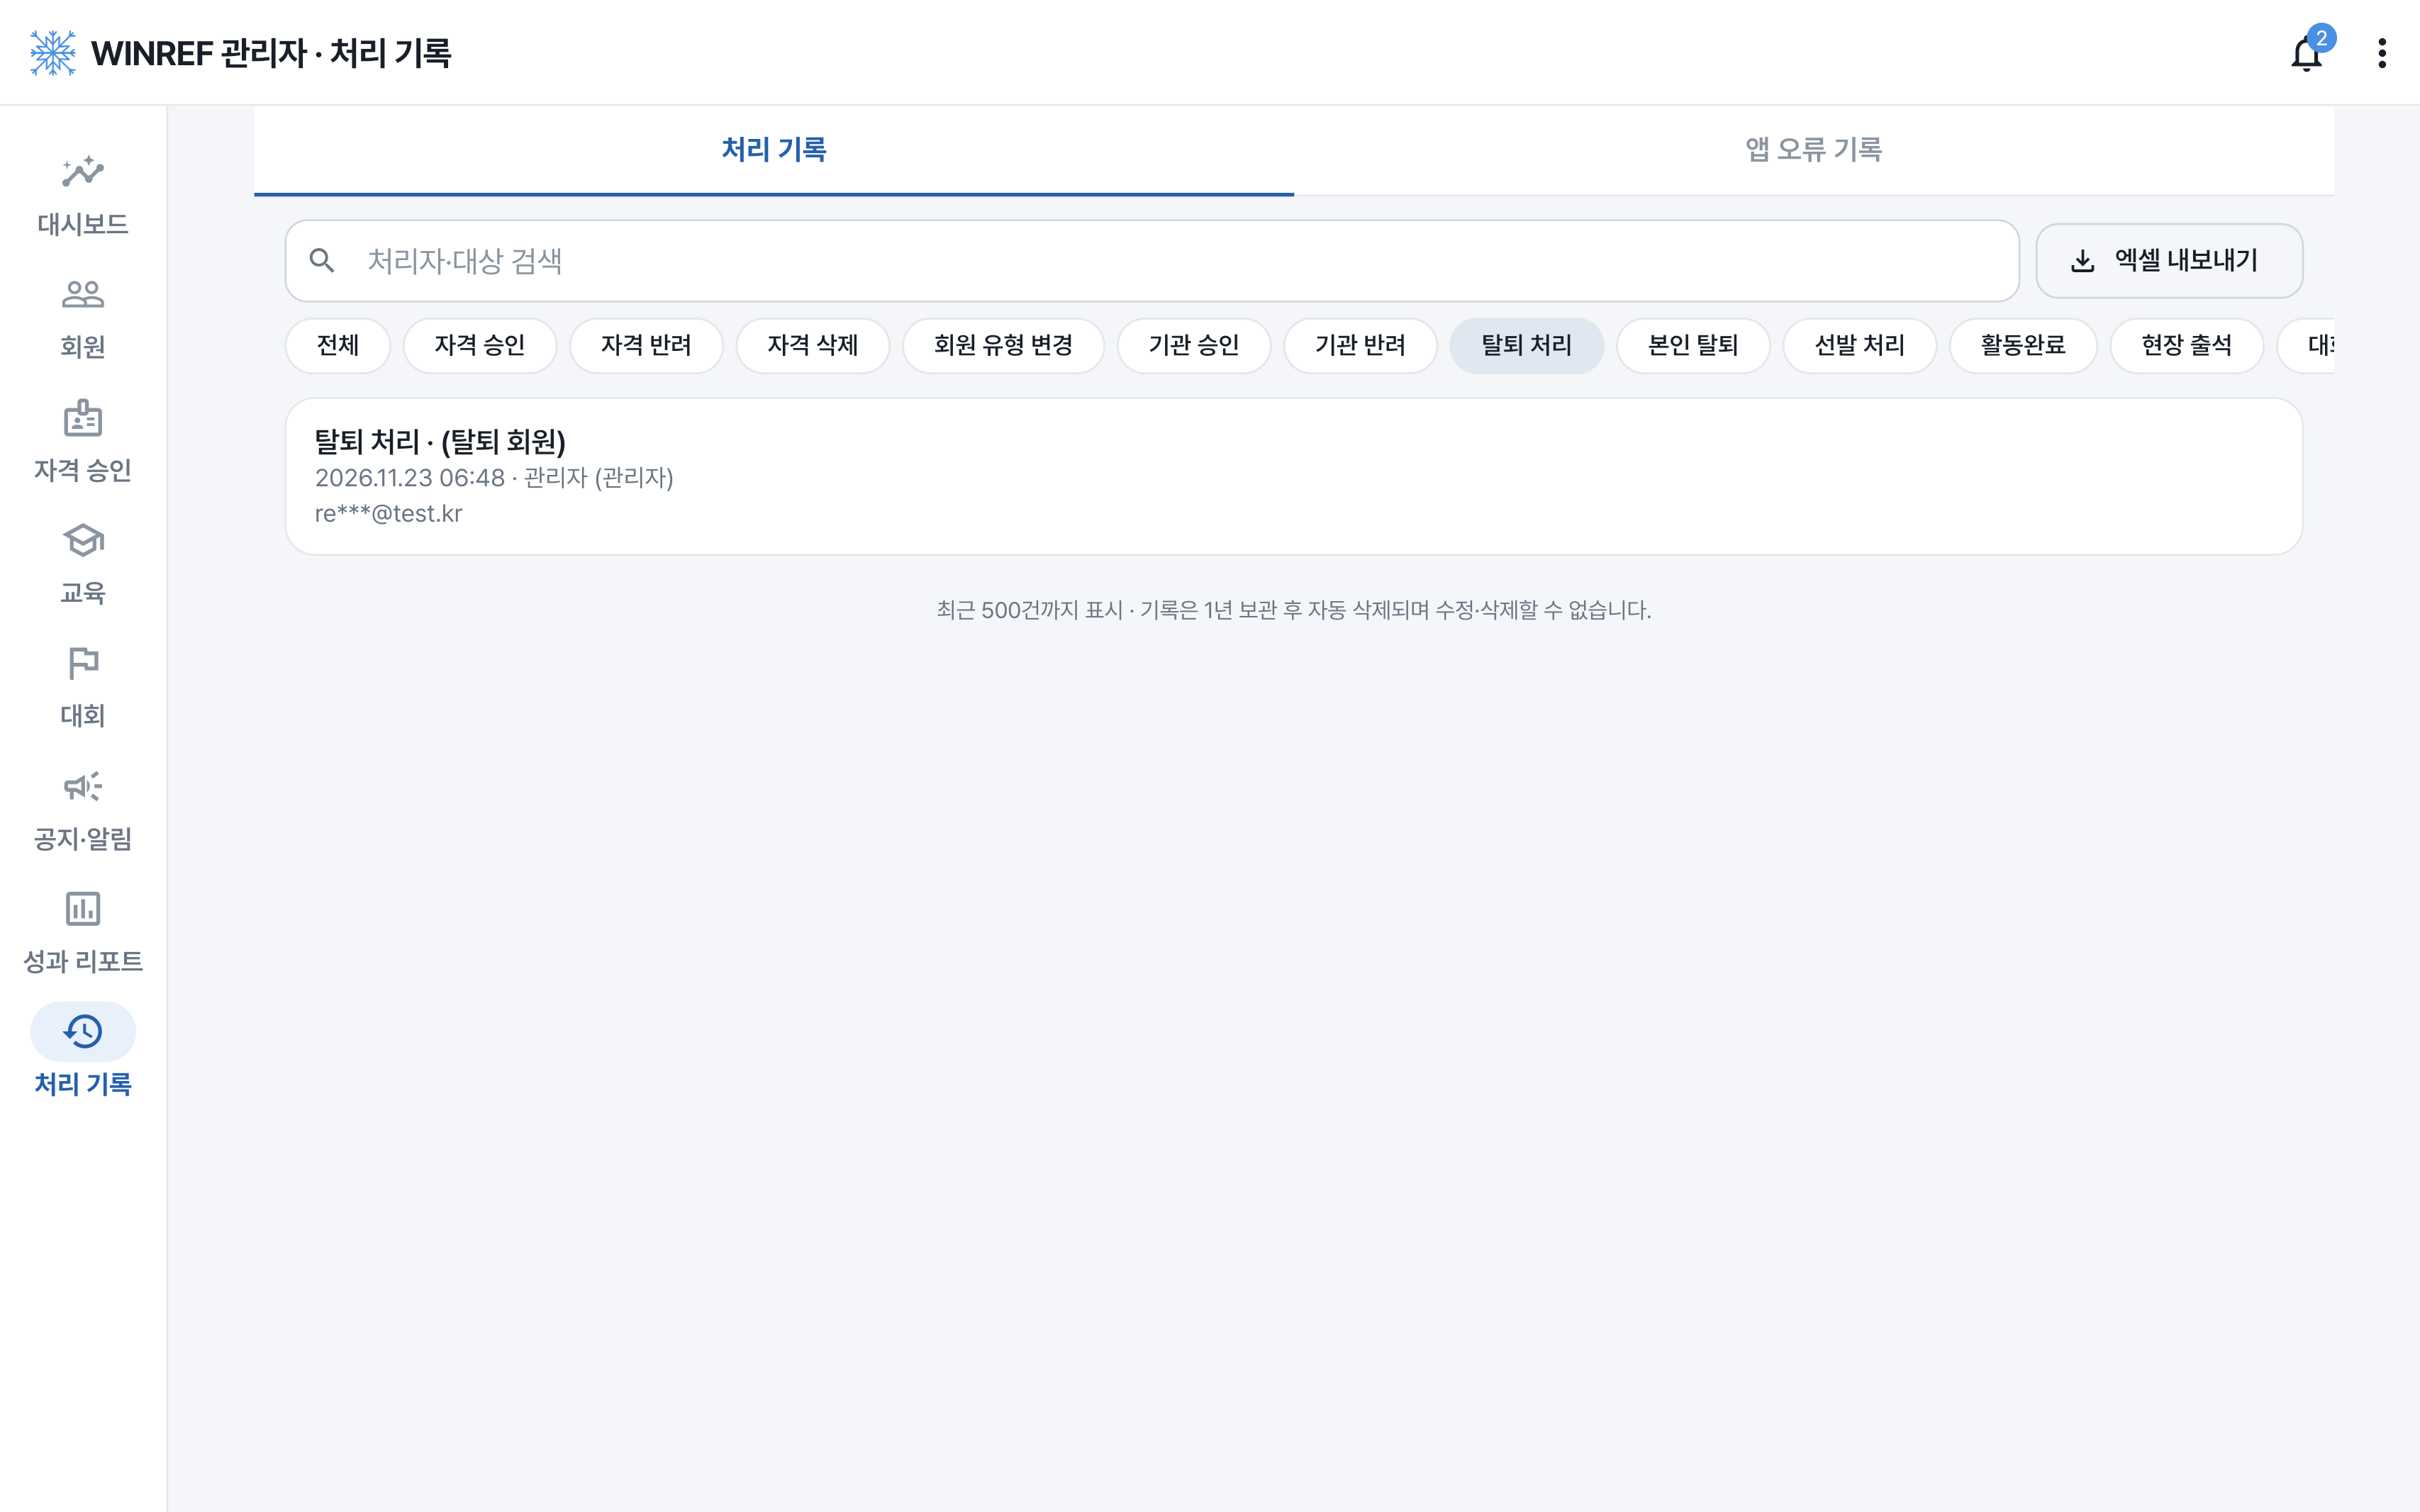 WINREF 관리자 · 처리 기록
2
대시보드
회원
자격 승인
교육
대회
공지·알림
성과 리포트
처리 기록
처리 기록
앱 오류 기록
처리자·대상 검색
엑셀 내보내기
전체
자격 승인
자격 반려
자격 삭제
회원 유형 변경
기관 승인
기관 반려
탈퇴 처리
본인 탈퇴
선발 처리
활동완료
현장 출석
탈퇴 처리 · (탈퇴 회원)
2026.11.23 06:48 · 관리자 (관리자)
re***@test.kr
최근 500건까지 표시 · 기록은 1년 보관 후 자동 삭제되며 수정·삭제할 수 없습니다.